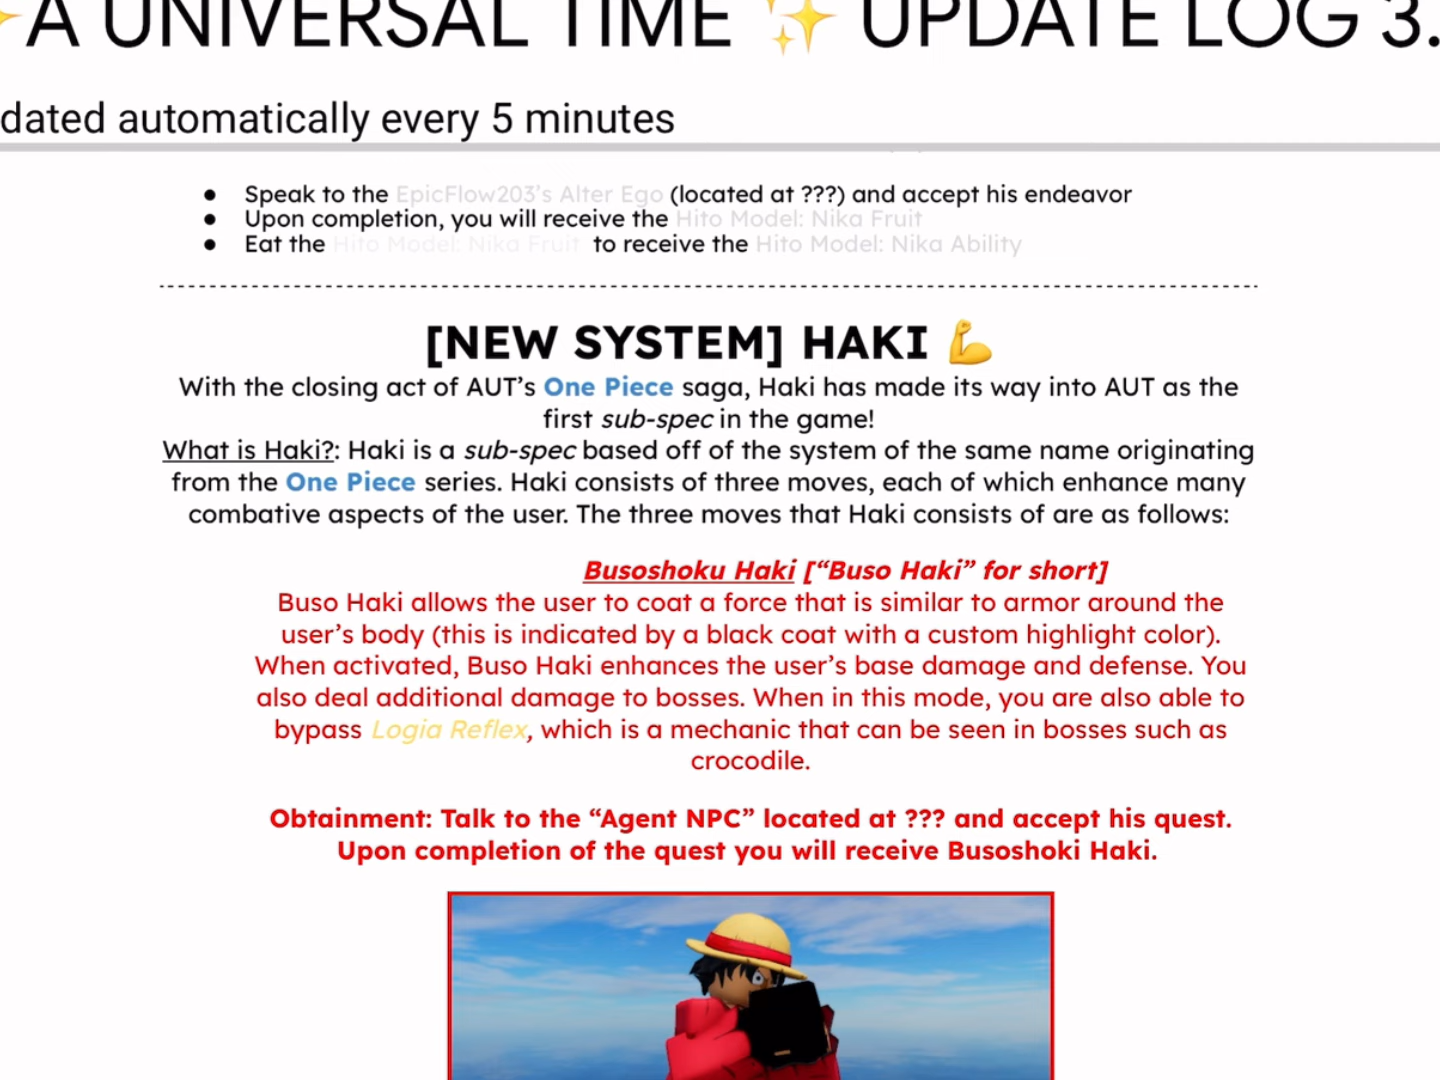 A UNIVERSAL TIME ✨ UPDATE LOG 3.
dated automatically every 5 minutes
● Speak to the EpicFlow203’s Alter Ego (located at ???) and accept his endeavor
● Upon completion, you will receive the Hito Model: Nika Fruit
● Eat the Hito Model: Nika Fruit to receive the Hito Model: Nika Ability
[NEW SYSTEM] HAKI 💪
With the closing act of AUT’s One Piece saga, Haki has made its way into AUT as the
first sub-spec in the game!
What is Haki?: Haki is a sub-spec based off of the system of the same name originating
from the One Piece series. Haki consists of three moves, each of which enhance many
combative aspects of the user. The three moves that Haki consists of are as follows:
Busoshoku Haki [“Buso Haki” for short]
Buso Haki allows the user to coat a force that is similar to armor around the
user’s body (this is indicated by a black coat with a custom highlight color).
When activated, Buso Haki enhances the user’s base damage and defense. You
also deal additional damage to bosses. When in this mode, you are also able to
bypass Logia Reflex, which is a mechanic that can be seen in bosses such as
crocodile.
Obtainment: Talk to the “Agent NPC” located at ??? and accept his quest.
Upon completion of the quest you will receive Busoshoki Haki.